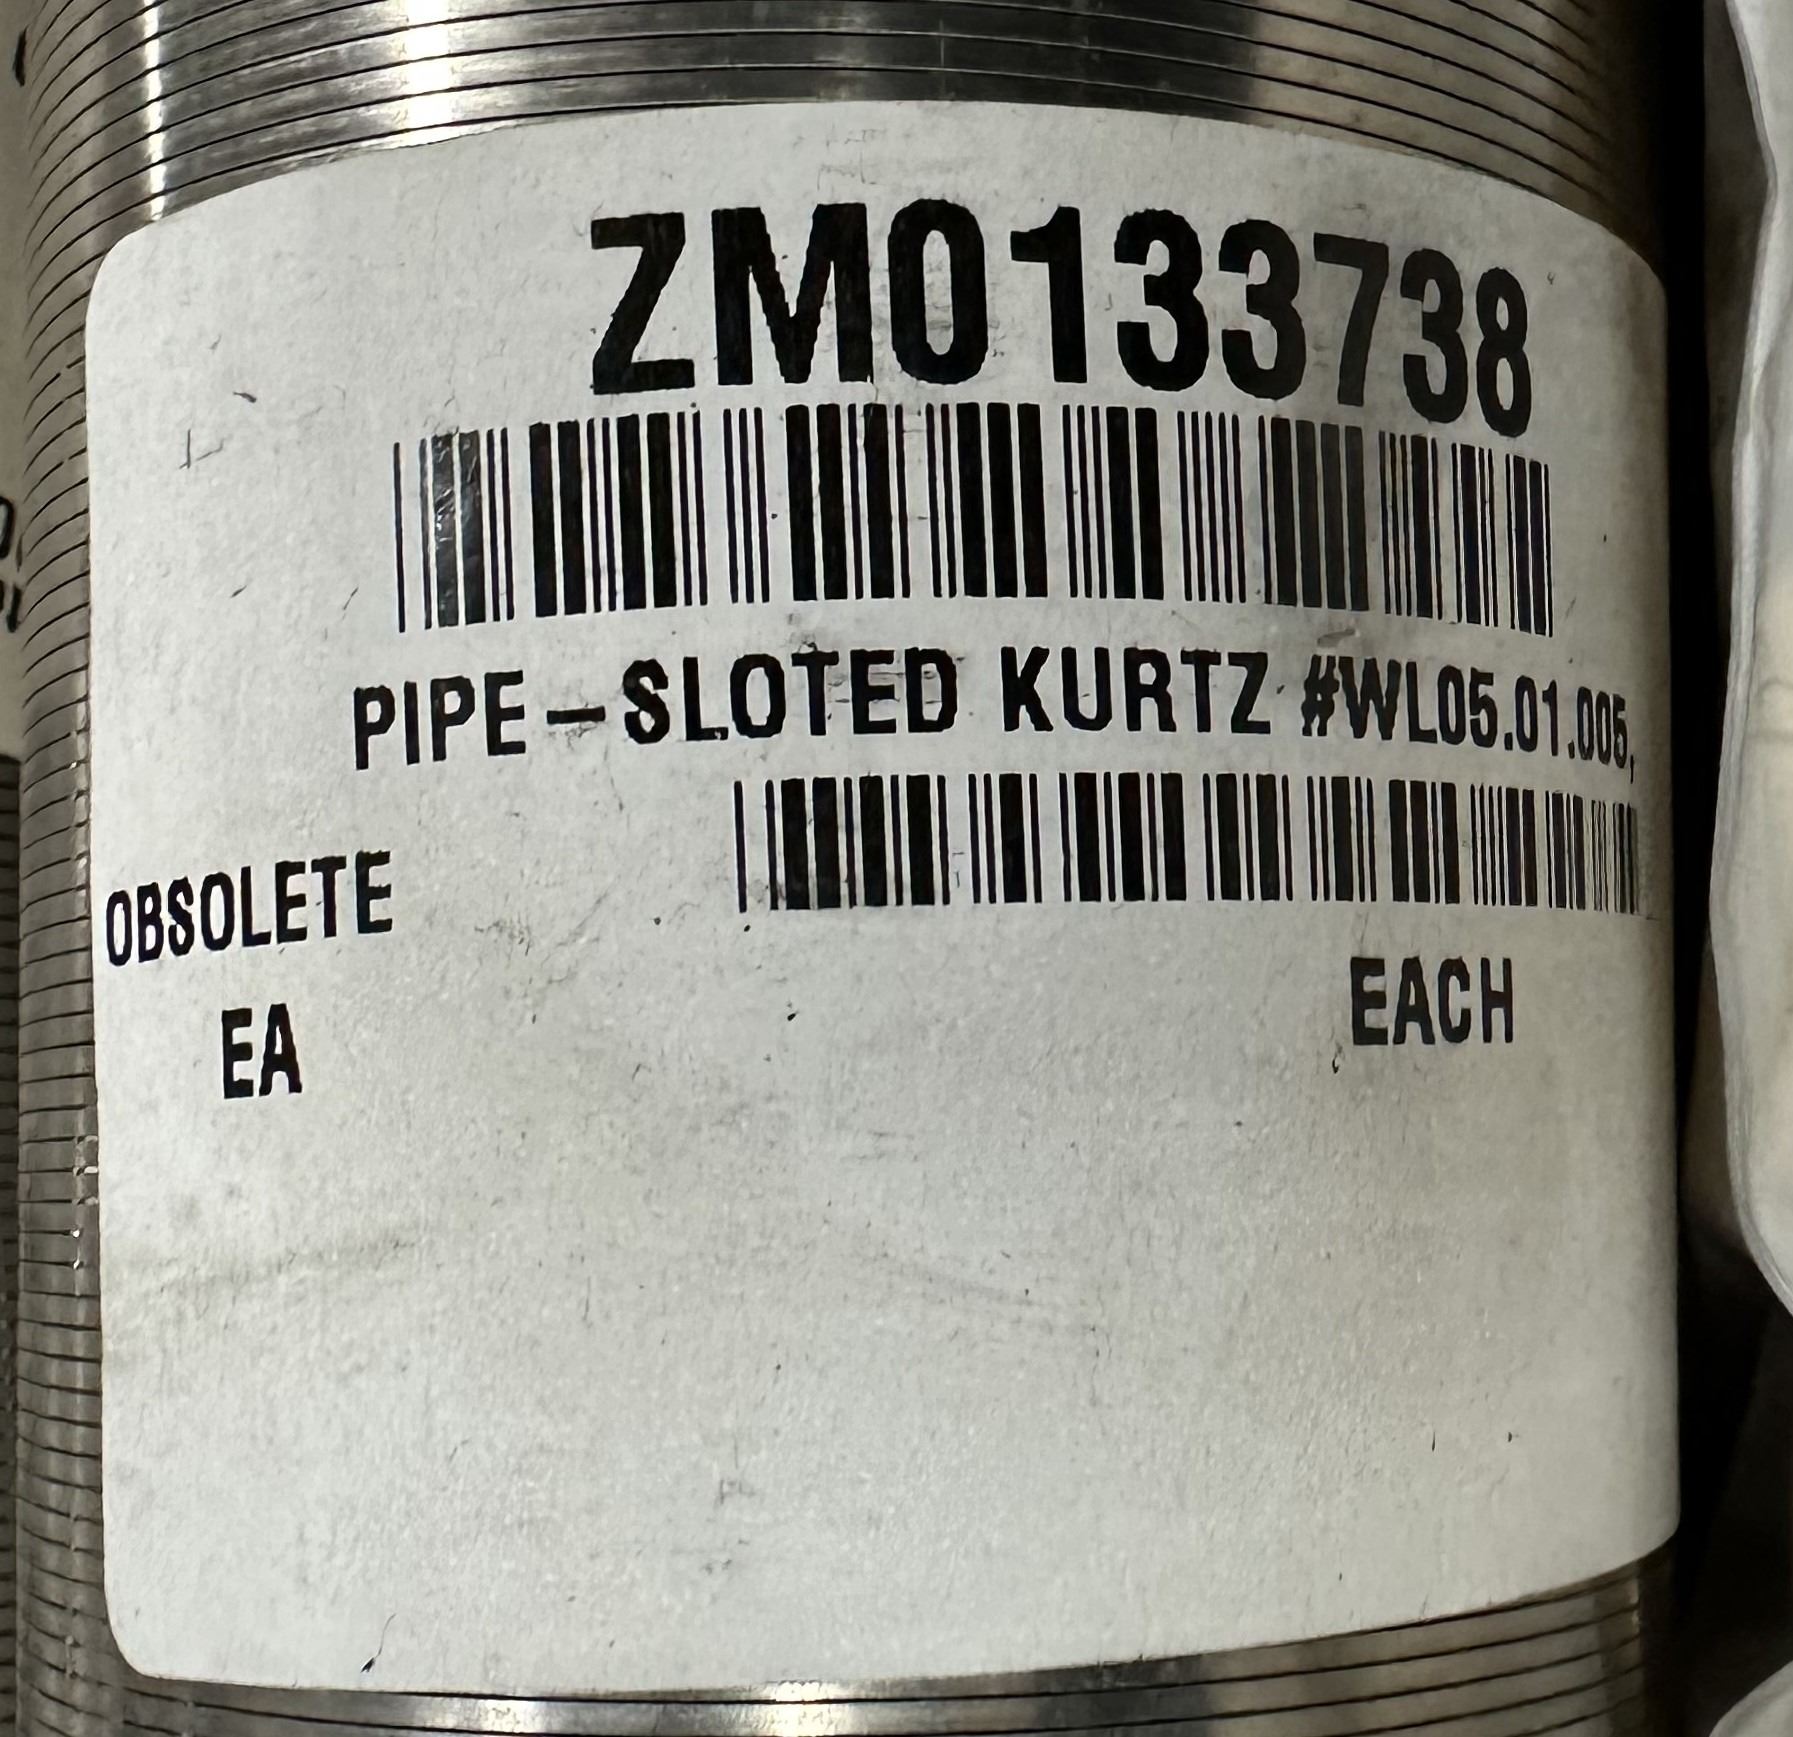 ZM0133738
PIPE-SLOTED KURTZ #WL05.01.005,
OBSOLETE
EA EACH